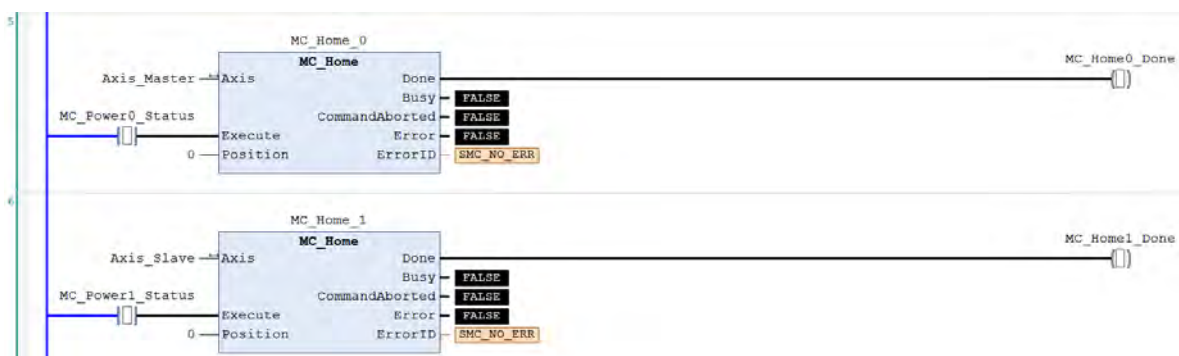 5
MC_Home_0
MC_Home
MC_Home0_Done
Axis_Master Axis Done
Busy FALSE
MC_Power0_Status CommandAborted FALSE
Execute Error FALSE
0 Position ErrorID SMC_NO_ERR
6
MC_Home_1
MC_Home
MC_Home1_Done
Axis_Slave Axis Done
Busy FALSE
MC_Power1_Status CommandAborted FALSE
Execute Error FALSE
0 Position ErrorID SMC_NO_ERR